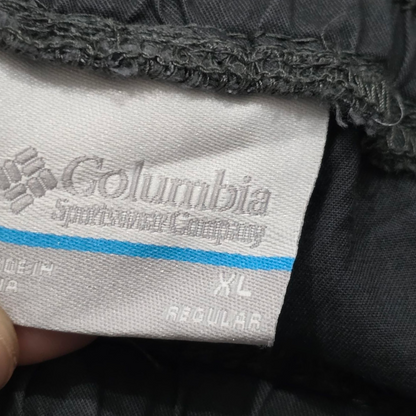 Columbia
Sportswear Company
XL
REGULAR